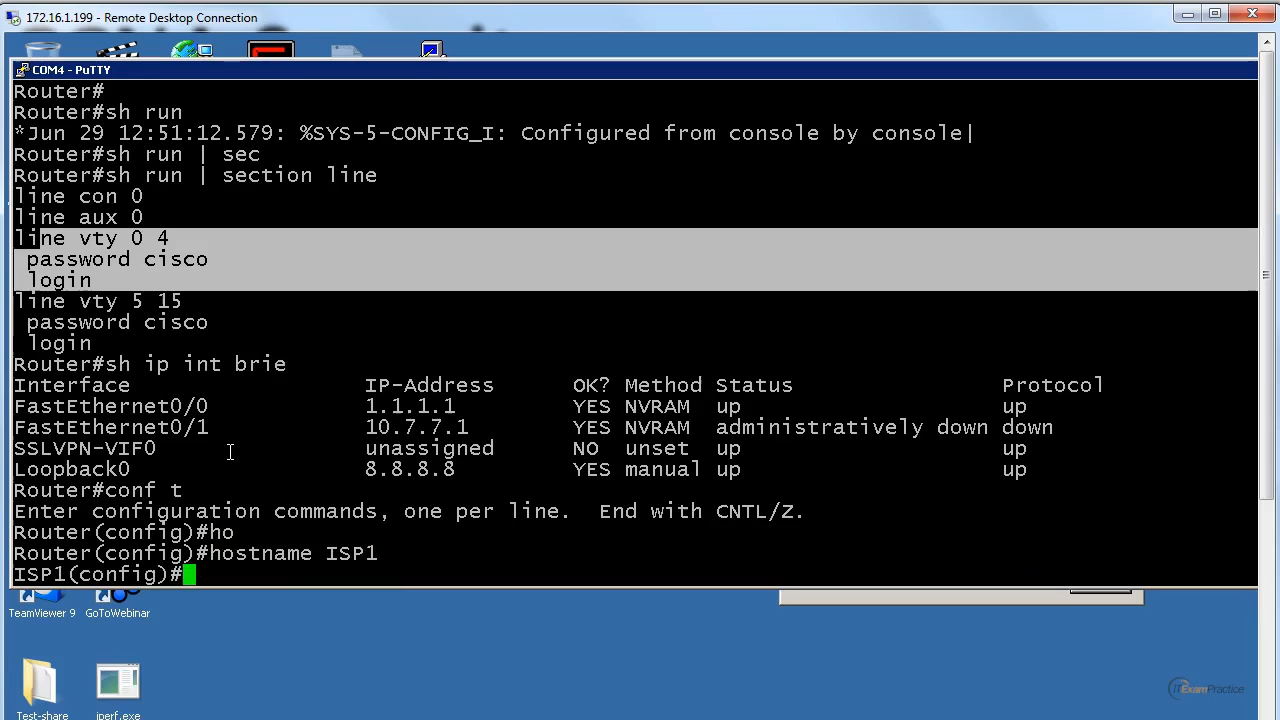 172.16.1.199 - Remote Desktop Connection
COM4 - PuTTY
Router#
Router#sh run
*Jun 29 12:51:12.579: %SYS-5-CONFIG_I: Configured from console by console|
Router#sh run | sec
Router#sh run | section line
line con 0
line aux 0
line vty 0 4
 password cisco
 login
line vty 5 15
 password cisco
 login
Router#sh ip int brie
Interface IP-Address OK? Method Status Protocol
FastEthernet0/0 1.1.1.1 YES NVRAM up up
FastEthernet0/1 10.7.7.1 YES NVRAM administratively down down
SSLVPN-VIF0 unassigned NO unset up up
Loopback0 8.8.8.8 YES manual up up
Router#conf t
Enter configuration commands, one per line. End with CNTL/Z.
Router(config)#ho
Router(config)#hostname ISP1
ISP1(config)#
TeamViewer 9 GoToWebinar
ITExamPractice
Test-share iperf.exe